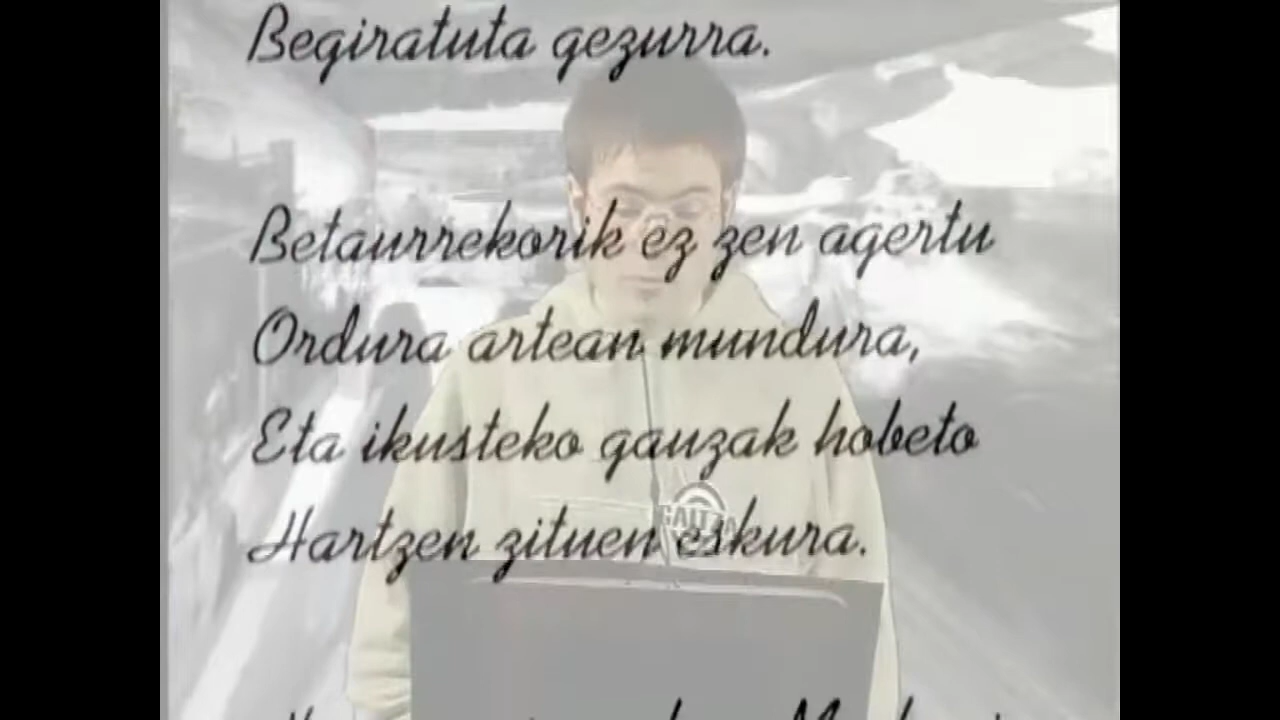 Begiratuta gezurra.
Betaurrekorik ez zen agertu
Ordura artean mundura,
Eta ikusteko gauzak hobeto
Hartzen zituen eskura.